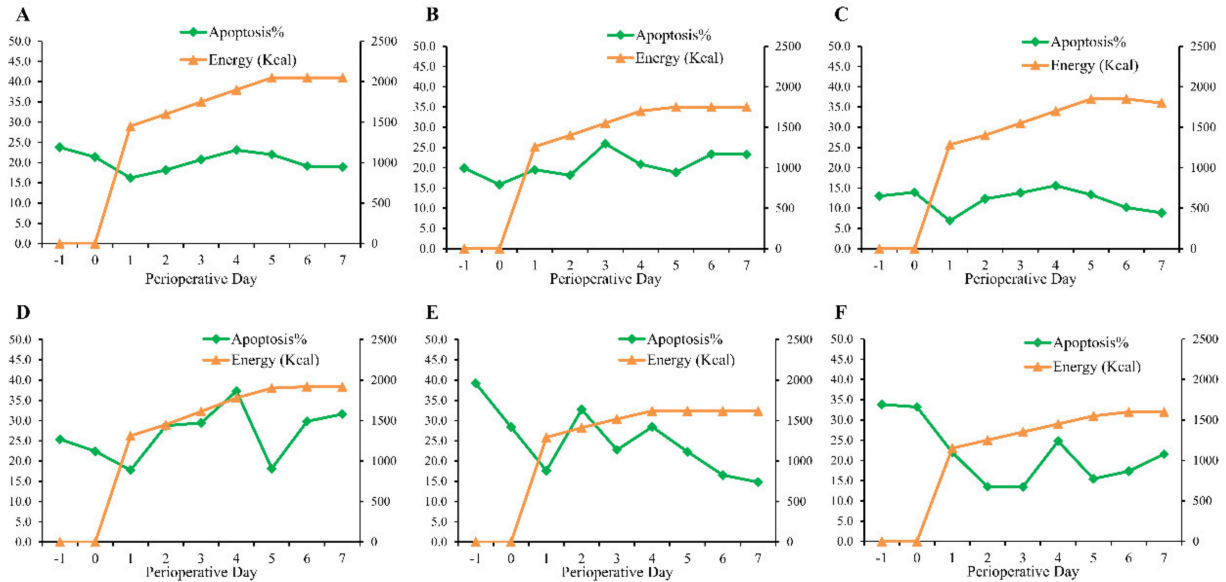 A
Apoptosis%
Energy (Kcal)
50.0 2500
45.0
40.0 2000
35.0
30.0 1500
25.0
20.0 1000
15.0
10.0 500
5.0
0.0 0
-1 0 1 2 3 4 5 6 7
Perioperative Day
B
Apoptosis%
Energy (Kcal)
50.0 2500
45.0
40.0 2000
35.0
30.0 1500
25.0
20.0 1000
15.0
10.0 500
5.0
0.0 0
-1 0 1 2 3 4 5 6 7
Perioperative Day
C
Apoptosis%
Energy (Kcal)
50.0 2500
45.0
40.0 2000
35.0
30.0 1500
25.0
20.0 1000
15.0
10.0 500
5.0
0.0 0
-1 0 1 2 3 4 5 6 7
Perioperative Day
D
Apoptosis%
Energy (Kcal)
50.0 2500
45.0
40.0 2000
35.0
30.0 1500
25.0
20.0 1000
15.0
10.0 500
5.0
0.0 0
-1 0 1 2 3 4 5 6 7
Perioperative Day
E
Apoptosis%
Energy (Kcal)
50.0 2500
45.0
40.0 2000
35.0
30.0 1500
25.0
20.0 1000
15.0
10.0 500
5.0
0.0 0
-1 0 1 2 3 4 5 6 7
Perioperative Day
F
Apoptosis%
Energy (Kcal)
50.0 2500
45.0
40.0 2000
35.0
30.0 1500
25.0
20.0 1000
15.0
10.0 500
5.0
0.0 0
-1 0 1 2 3 4 5 6 7
Perioperative Day